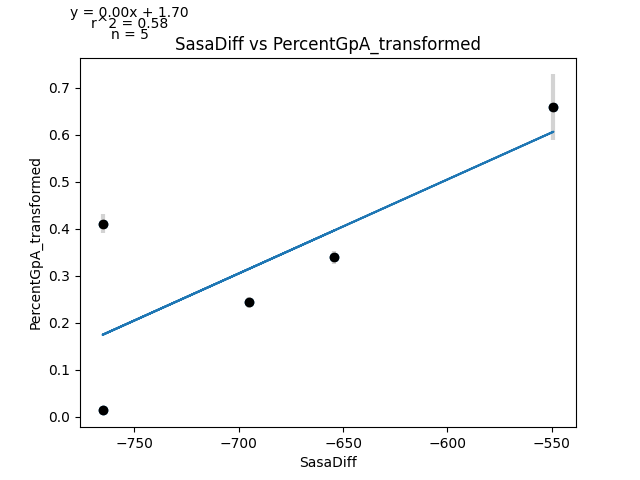 y = 0.00x + 1.70
r^2 = 0.58
n = 5
SasaDiff vs PercentGpA_transformed
0.7
0.6
0.5
0.4
0.3
0.2
0.1
0.0
PercentGpA_transformed
−750
−700
−650
−600
−550
SasaDiff